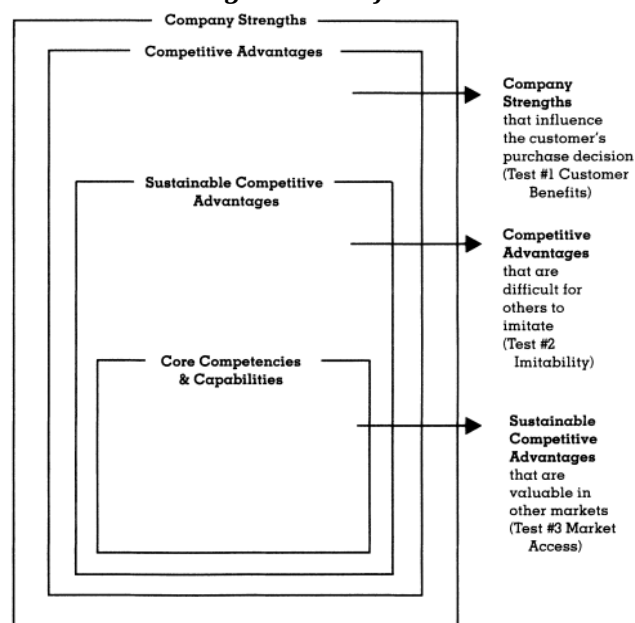 Company Strengths
Competitive Advantages
Company
Strengths
that influence
the customer's
purchase decision
(Test #1 Customer
Benefits)
Sustainable Competitive
Advantages
Competitive
Advantages
that are
difficult for
others to
imitate
(Test #2
Imitability)
Core Competencies
& Capabilities
Sustainable
Competitive
Advantages
that are
valuable in
other markets
(Test #3 Market
Access)